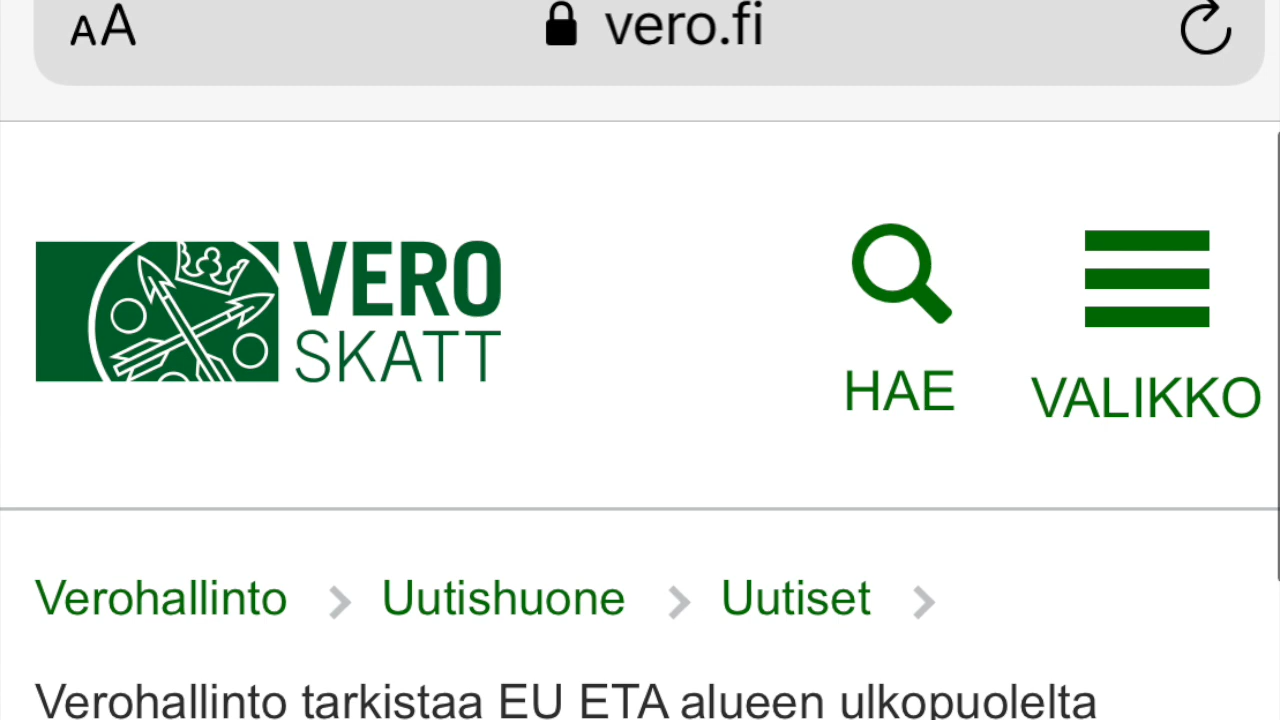 AA vero.fi
VERO
SKATT
HAE VALIKKO
Verohallinto Uutishuone Uutiset
Verohallinto tarkistaa EU ETA alueen ulkopuolelta